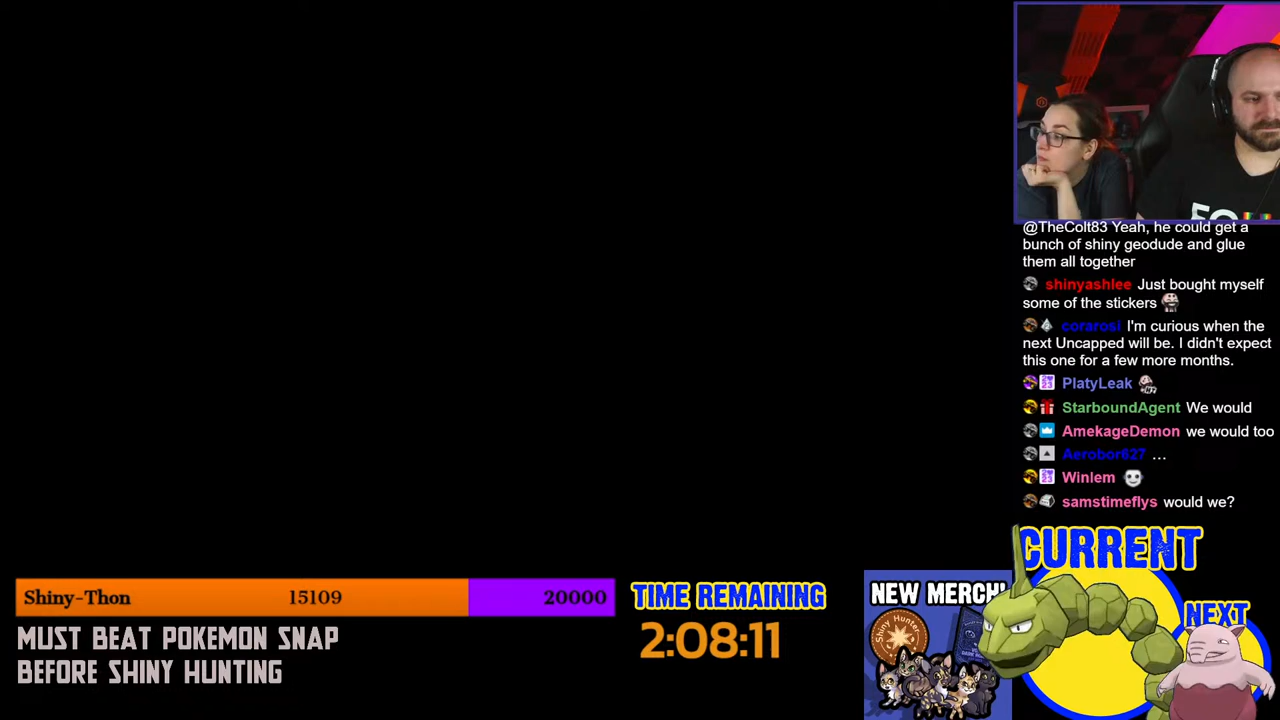 @TheColt83 Yeah, he could get a
bunch of shiny geodude and glue
them all together
shinyashlee Just bought myself
some of the stickers
corarosi I'm curious when the
next Uncapped will be. I didn't expect
this one for a few more months.
PlatyLeak
StarboundAgent We would
AmekageDemon we would too
Aerobor627 ...
Winlem
samstimeflys would we?
CURRENT
NEXT
NEW MERCH!
Shiny Hunter
TIME REMAINING
2:08:11
Shiny-Thon 15109 20000
MUST BEAT POKEMON SNAP
BEFORE SHINY HUNTING